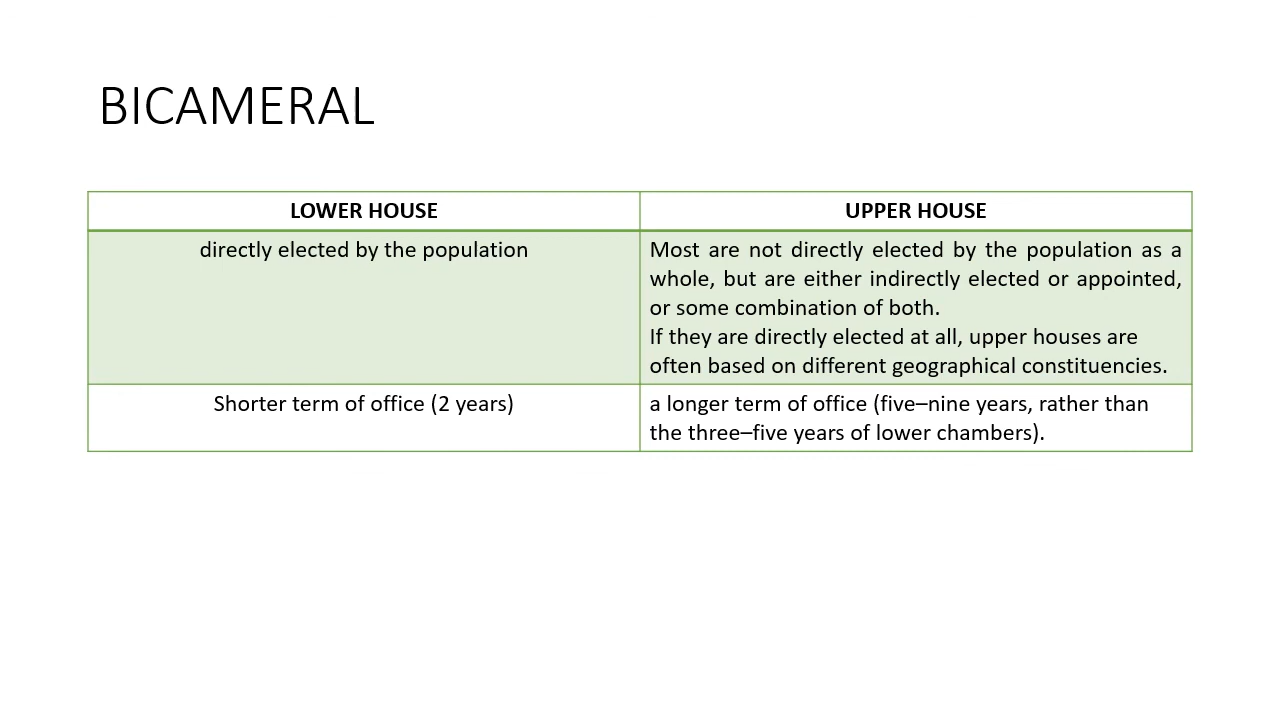 BICAMERAL
LOWER HOUSE
UPPER HOUSE
directly elected by the population
Most are not directly elected by the population as a
whole, but are either indirectly elected or appointed,
or some combination of both.
If they are directly elected at all, upper houses are
often based on different geographical constituencies.
Shorter term of office (2 years)
a longer term of office (five–nine years, rather than
the three–five years of lower chambers).